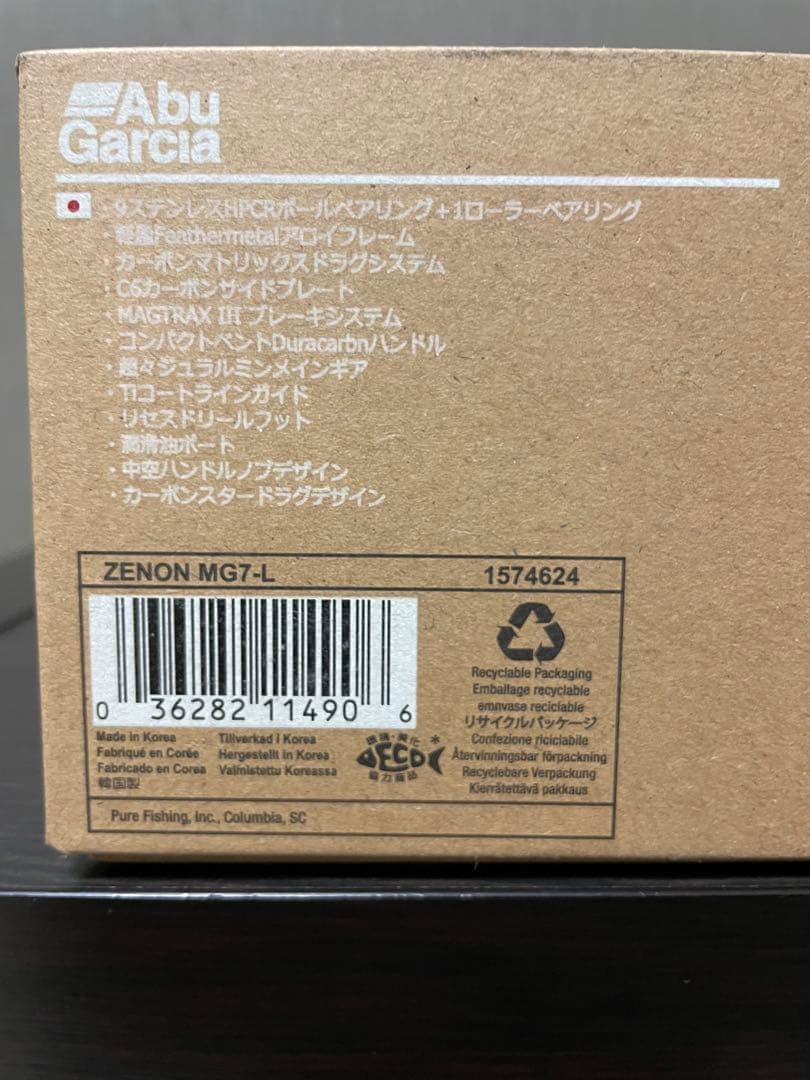 Abu
Garcia
・9ステンレスHPCRボールベアリング+1ローラーベアリング
・軽量Feathermetalアロイフレーム
・カーボンマトリックスドラグシステム
・C6カーボンサイドプレート
・MAGTRAX III ブレーキシステム
・コンパクトベントDuracarbnハンドル
・超々ジュラルミンメインギア
・Tiコートラインガイド
・リセスドリールフット
・潤滑油ポート
・中空ハンドルノブデザイン
・カーボンスタードラグデザイン
ZENON MG7-L 1574624
0 36282 11490 6
Made in Korea Tillverkad i Korea
Fabriqué en Corée Hergestellt in Korea
Fabricado en Corea Valmistettu Koreassa
韓国製
環境・美化
DECO
協力商品
Recyclable Packaging
Emballage recyclable
emnvase reciclable
リサイクルパッケージ
Confezione riciclabile
Återvinningsbar förpackning
Recyclebare Verpackung
Kierrätettävä pakkaus
Pure Fishing, Inc., Columbia, SC